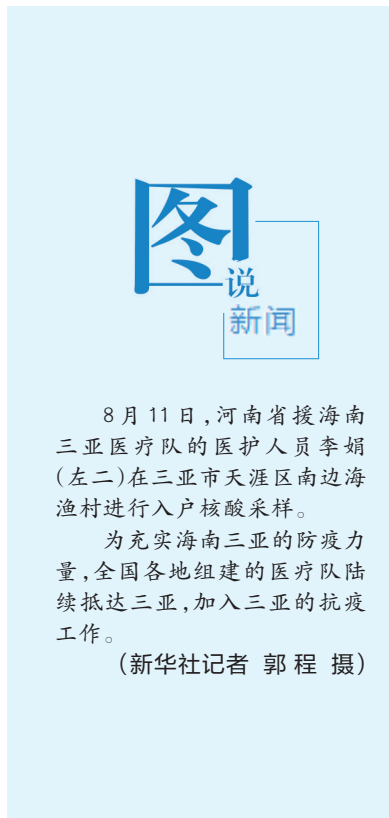 图
说
新闻
8月11日,河南省援海南
三亚医疗队的医护人员李娟
(左二)在三亚市天涯区南边海
渔村进行入户核酸采样。
为充实海南三亚的防疫力
量,全国各地组建的医疗队陆
续抵达三亚,加入三亚的抗疫
工作。
(新华社记者 郭程 摄)